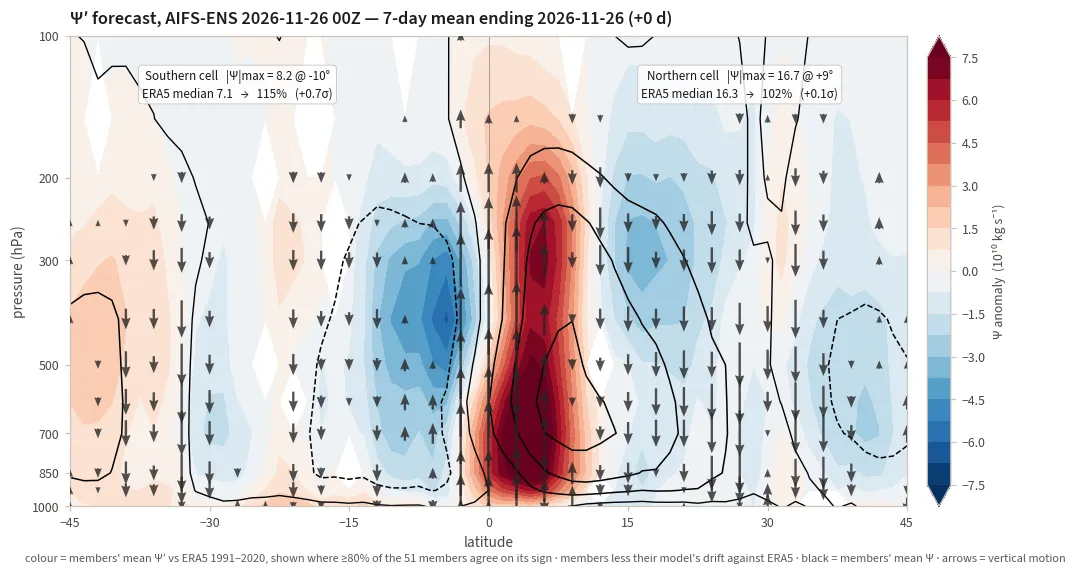 Ψ′ forecast, AIFS-ENS 2026-11-26 00Z — 7-day mean ending 2026-11-26 (+0 d)
Southern cell |Ψ|max = 8.2 @ -10°
ERA5 median 7.1 → 115% (+0.7σ)
Northern cell |Ψ|max = 16.7 @ +9°
ERA5 median 16.3 → 102% (+0.1σ)
pressure (hPa)
100
200
300
400
500
700
850
1000
−45
−30
−15
0
15
30
45
latitude
7.5
6.0
4.5
3.0
1.5
0.0
−1.5
−3.0
−4.5
−6.0
−7.5
Ψ anomaly (10¹⁰ kg s⁻¹)
colour = members' mean Ψ′ vs ERA5 1991–2020, shown where ≥80% of the 51 members agree on its sign · members less their model's drift against ERA5 · black = members' mean Ψ · arrows = vertical motion